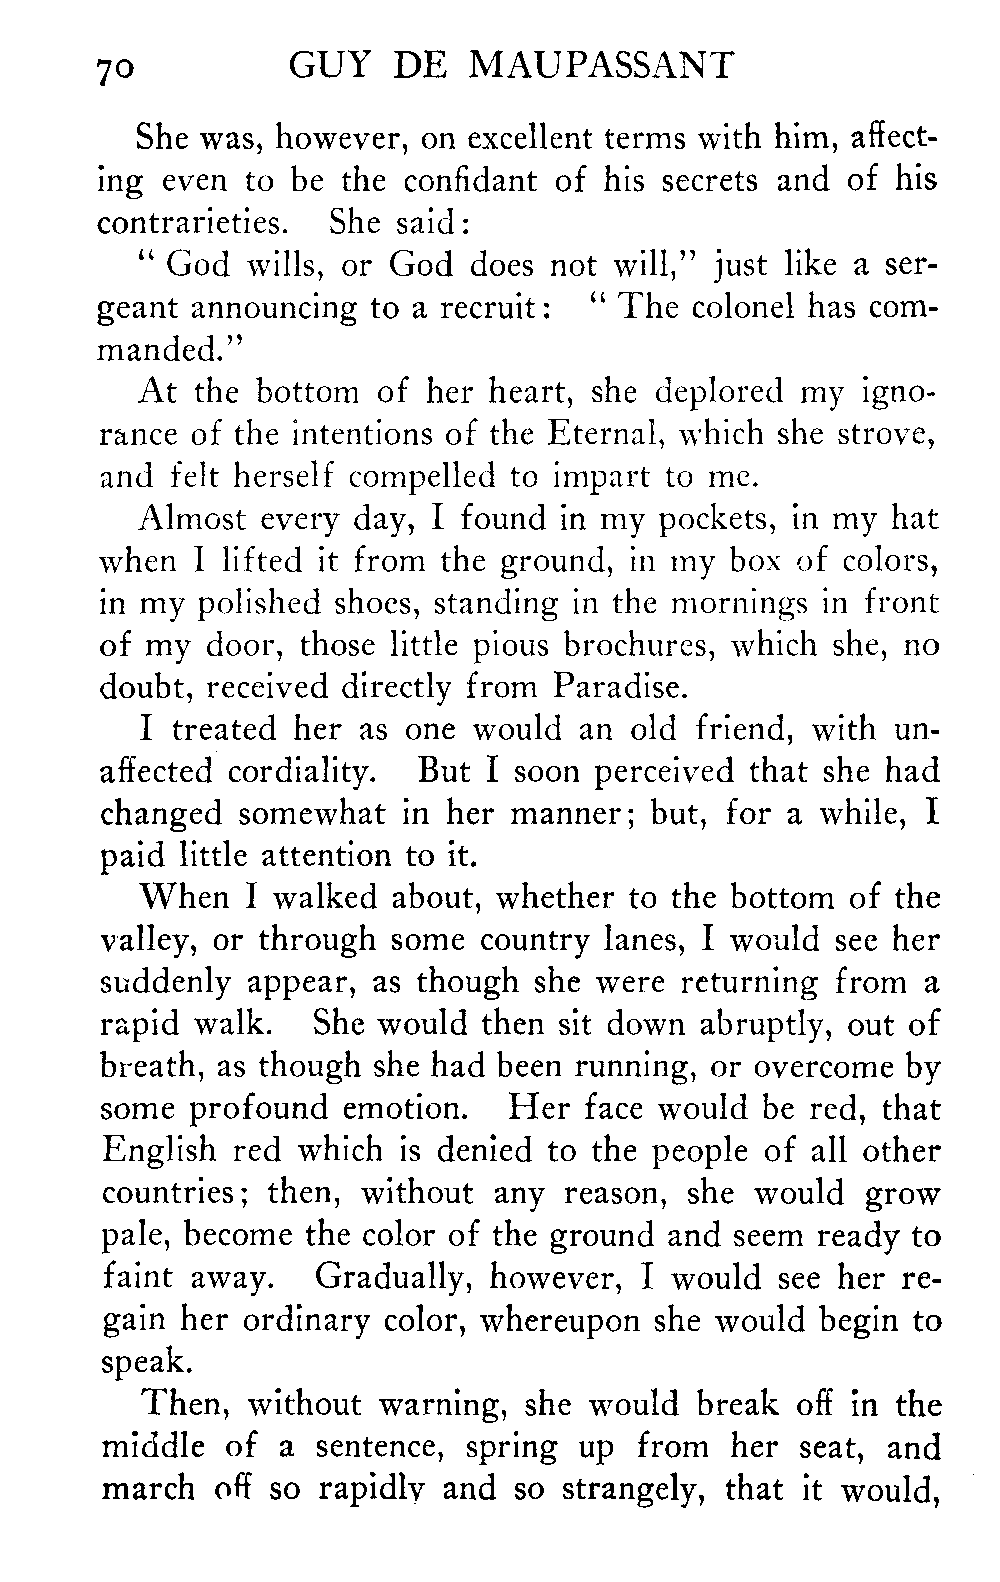 70 GUY DE MAUPASSANT
She was, however, on excellent terms with him, affect-
ing even to be the confidant of his secrets and of his
contrarieties. She said:
" God wills, or God does not will," just like a ser-
geant announcing to a recruit: " The colonel has com-
manded."
At the bottom of her heart, she deplored my igno-
rance of the intentions of the Eternal, which she strove,
and felt herself compelled to impart to me.
Almost every day, I found in my pockets, in my hat
when I lifted it from the ground, in my box of colors,
in my polished shoes, standing in the mornings in front
of my door, those little pious brochures, which she, no
doubt, received directly from Paradise.
I treated her as one would an old friend, with un-
affected cordiality. But I soon perceived that she had
changed somewhat in her manner; but, for a while, I
paid little attention to it.
When I walked about, whether to the bottom of the
valley, or through some country lanes, I would see her
suddenly appear, as though she were returning from a
rapid walk. She would then sit down abruptly, out of
breath, as though she had been running, or overcome by
some profound emotion. Her face would be red, that
English red which is denied to the people of all other
countries; then, without any reason, she would grow
pale, become the color of the ground and seem ready to
faint away. Gradually, however, I would see her re-
gain her ordinary color, whereupon she would begin to
speak.
Then, without warning, she would break off in the
middle of a sentence, spring up from her seat, and
march off so rapidly and so strangely, that it would,